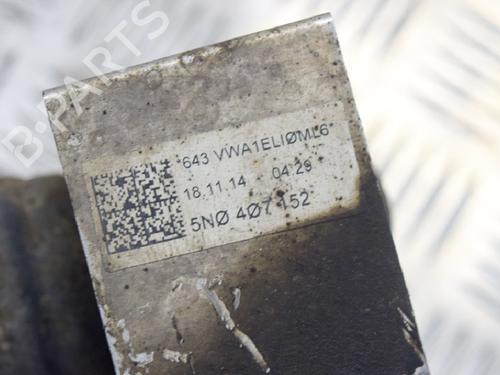 B-PARTS
643 VWA1ELIØML6
18.11.14 04:29
5NØ 407 152